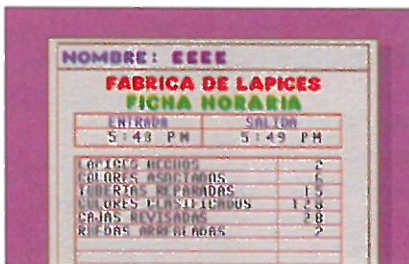 NOMBRE: EEEE
FABRICA DE LAPICES
FICHA HORARIA
ENTRADA SALIDA
5:48 PM 5:49 PM
LAPICES HECHOS 2
COLORES ASOCIADOS 6
TUBERIAS REPARADAS 15
COLORES CLASIFICADOS 128
CAJAS REVISADAS 28
RUEDAS ARREGLADAS 2